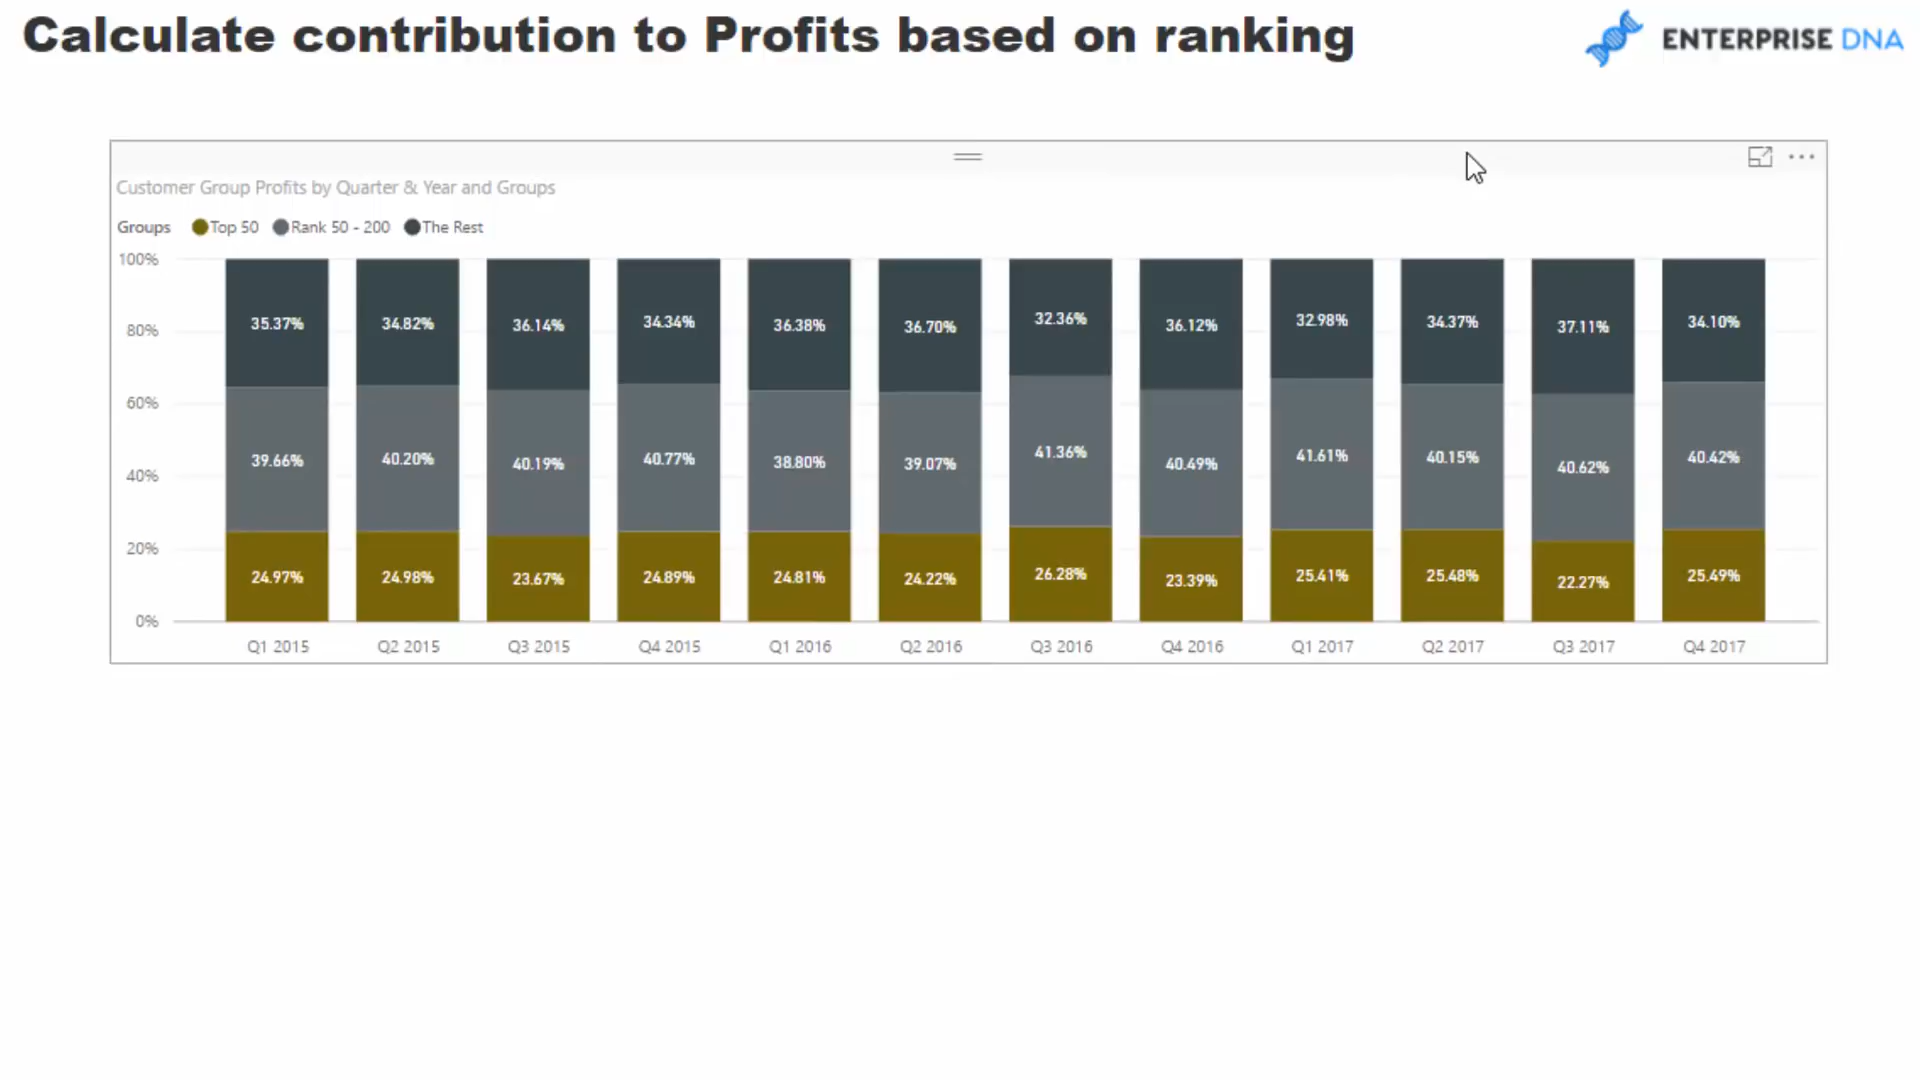 Calculate contribution to Profits based on ranking
ENTERPRISE DNA
Customer Group Profits by Quarter & Year and Groups
Groups Top 50 Rank 50 - 200 The Rest
100%
80%
60%
40%
20%
0%
35.37% 34.82% 36.14% 34.34% 36.38% 36.70% 32.36% 36.12% 32.98% 34.37% 37.11% 34.10%
39.66% 40.20% 40.19% 40.77% 38.80% 39.07% 41.36% 40.49% 41.61% 40.15% 40.62% 40.42%
24.97% 24.98% 23.67% 24.89% 24.81% 24.22% 26.28% 23.39% 25.41% 25.48% 22.27% 25.49%
Q1 2015 Q2 2015 Q3 2015 Q4 2015 Q1 2016 Q2 2016 Q3 2016 Q4 2016 Q1 2017 Q2 2017 Q3 2017 Q4 2017